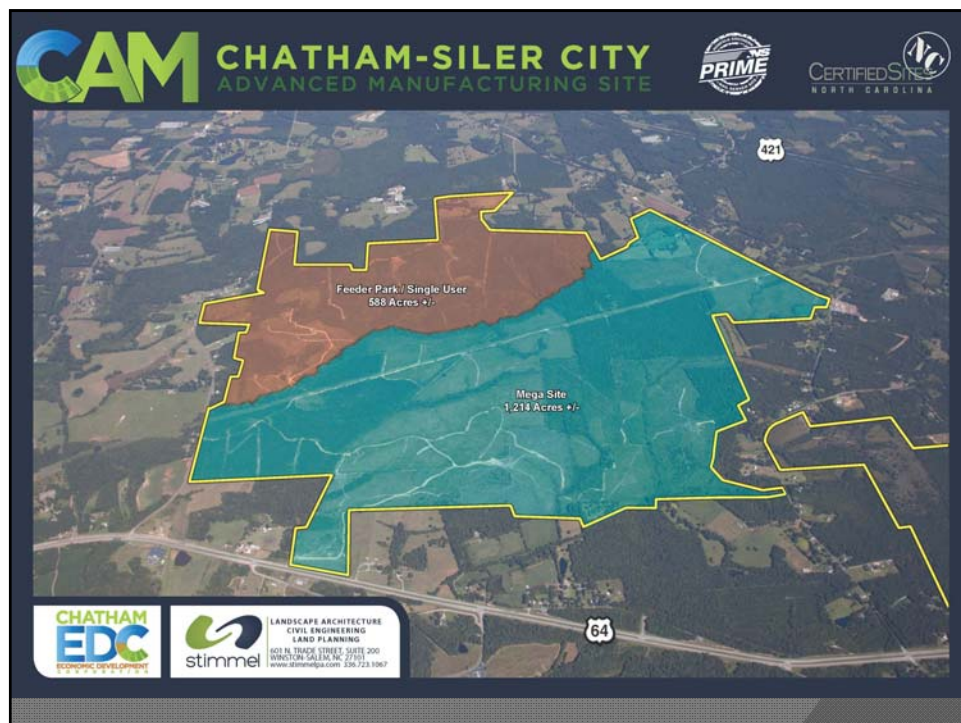 CAM
CHATHAM-SILER CITY
ADVANCED MANUFACTURING SITE
NS
PRIME
NC
CERTIFIEDSITES
NORTH CAROLINA
421
Feeder Park / Single User
588 Acres +/-
Mega Site
1,214 Acres +/-
64
CHATHAM
EDC
ECONOMIC DEVELOPMENT
CORPORATION
stimmel
LANDSCAPE ARCHITECTURE
CIVIL ENGINEERING
LAND PLANNING
601 N. TRADE STREET, SUITE 200
WINSTON-SALEM, NC 27101
www.stimmelpa.com 336.723.1067